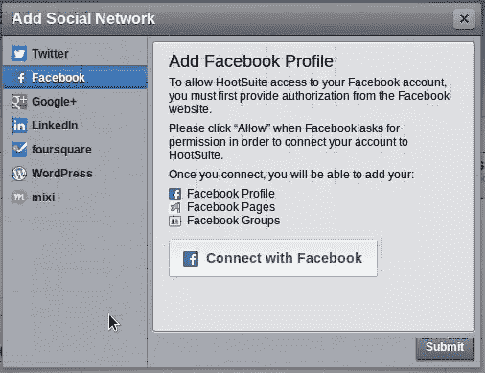 Add Social Network
Twitter
Facebook
Google+
LinkedIn
foursquare
WordPress
mixi
Add Facebook Profile
To allow HootSuite access to your Facebook account,
you must first provide authorization from the Facebook
website.
Please click “Allow” when Facebook asks for
permission in order to connect your account to
HootSuite.
Once you connect, you will be able to add your:
Facebook Profile
Facebook Pages
Facebook Groups
Connect with Facebook
Submit